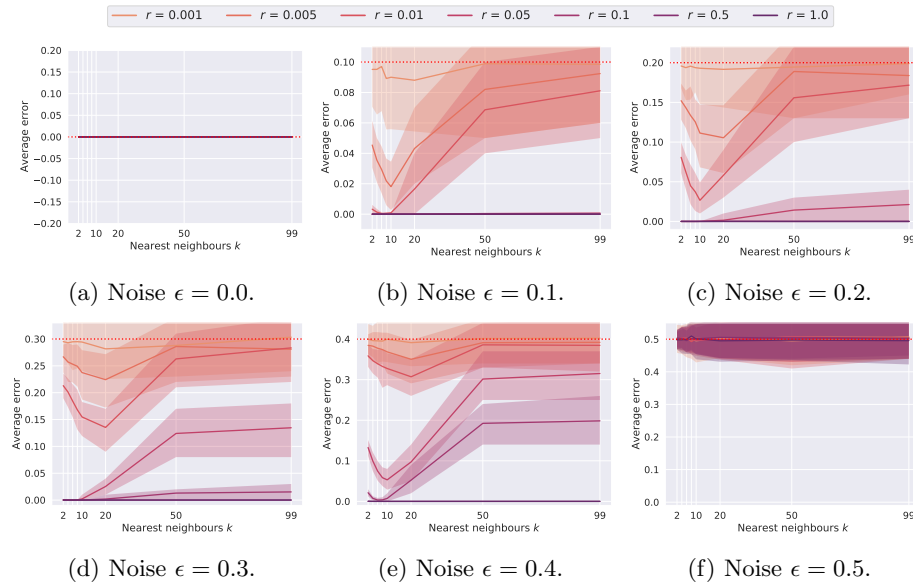 r = 0.001 r = 0.005 r = 0.01 r = 0.05 r = 0.1 r = 0.5 r = 1.0
0.20
0.15
0.10
0.05
0.00
−0.05
−0.10
−0.15
−0.20
Average error
2 10 20 50 99
Nearest neighbours k
(a) Noise ϵ = 0.0.
0.10
0.08
0.06
0.04
0.02
0.00
Average error
2 10 20 50 99
Nearest neighbours k
(b) Noise ϵ = 0.1.
0.20
0.15
0.10
0.05
0.00
Average error
2 10 20 50 99
Nearest neighbours k
(c) Noise ϵ = 0.2.
0.30
0.25
0.20
0.15
0.10
0.05
0.00
Average error
2 10 20 50 99
Nearest neighbours k
(d) Noise ϵ = 0.3.
0.4
0.3
0.2
0.1
0.0
Average error
2 10 20 50 99
Nearest neighbours k
(e) Noise ϵ = 0.4.
0.5
0.4
0.3
0.2
0.1
0.0
Average error
2 10 20 50 99
Nearest neighbours k
(f) Noise ϵ = 0.5.